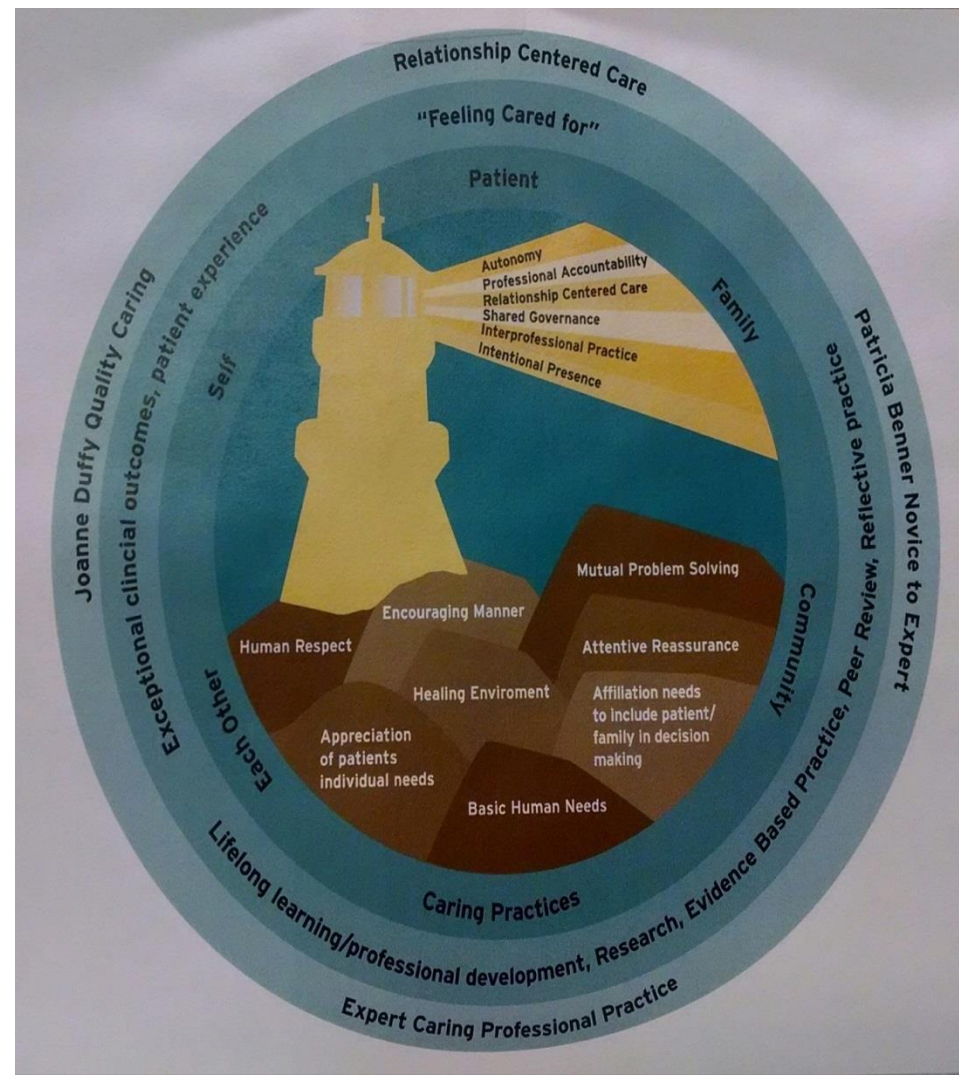 Relationship Centered Care
"Feeling Cared for"
Patient
Self
Family
Community
Each Other
Caring Practices
Joanne Duffy Quality Caring
Exceptional clincial outcomes, patient experience
Patricia Benner Novice to Expert
Lifelong learning/professional development, Research, Evidence Based Practice, Peer Review, Reflective practice
Expert Caring Professional Practice
Autonomy
Professional Accountability
Relationship Centered Care
Shared Governance
Interprofessional Practice
Intentional Presence
Mutual Problem Solving
Encouraging Manner
Human Respect
Attentive Reassurance
Healing Enviroment
Affiliation needs
to include patient/
family in decision
making
Appreciation
of patients
individual needs
Basic Human Needs